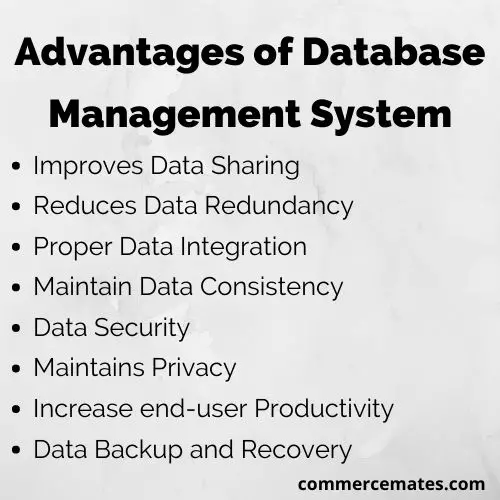 Advantages of Database
Management System
• Improves Data Sharing
• Reduces Data Redundancy
• Proper Data Integration
• Maintain Data Consistency
• Data Security
• Maintains Privacy
• Increase end-user Productivity
• Data Backup and Recovery
commercemates.com